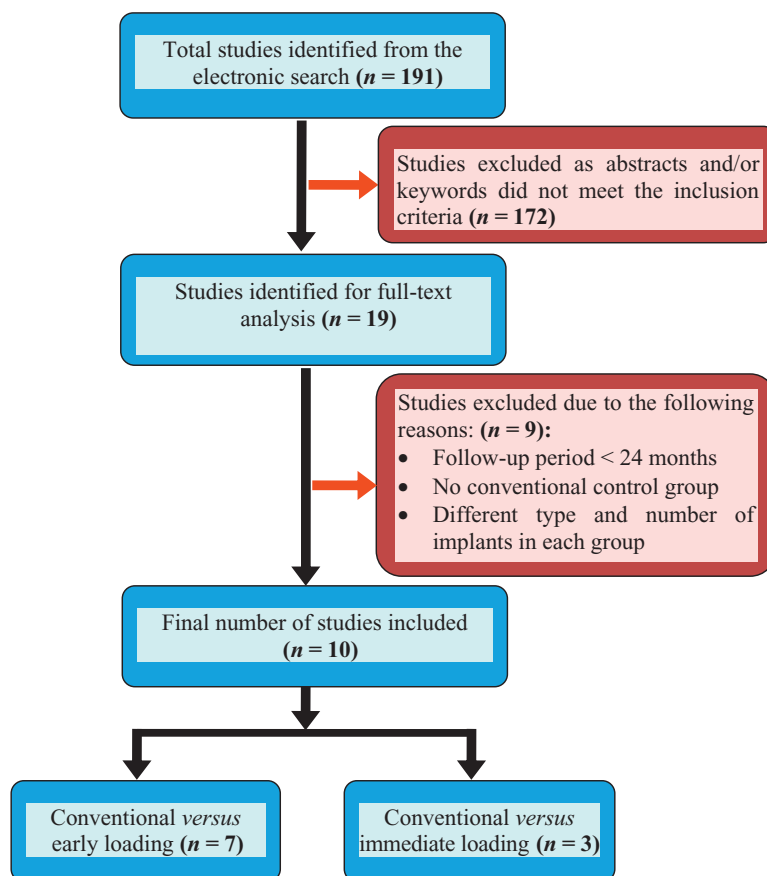 Total studies identified from the
electronic search (n = 191)
Studies excluded as abstracts and/or
keywords did not meet the inclusion
criteria (n = 172)
Studies identified for full-text
analysis (n = 19)
Studies excluded due to the following
reasons: (n = 9):
• Follow-up period < 24 months
• No conventional control group
• Different type and number of
implants in each group
Final number of studies included
(n = 10)
Conventional versus
early loading (n = 7)
Conventional versus
immediate loading (n = 3)